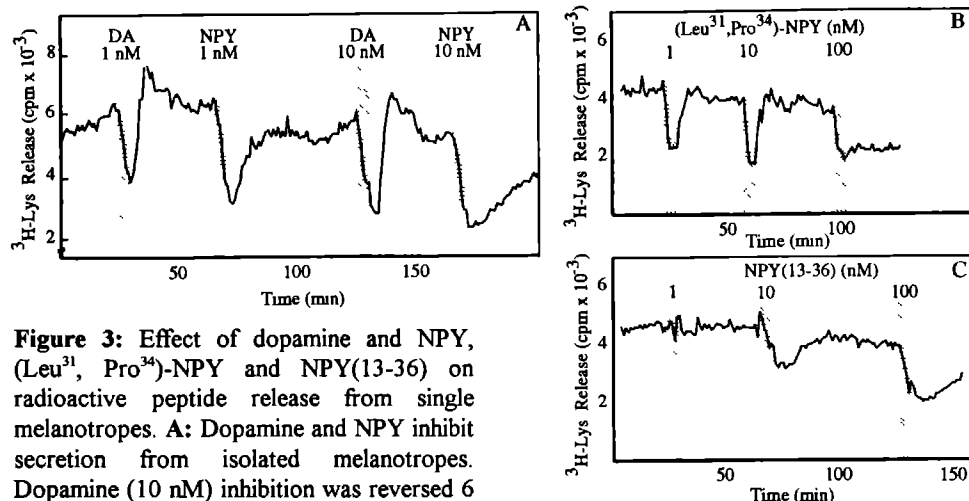 A
DA NPY DA NPY
1 nM 1 nM 10 nM 10 nM
³H-Lys Release (cpm x 10⁻³)
8
6
4
2
50 100 150
Time (min)
B
(Leu³¹,Pro³⁴)-NPY (nM)
1 10 100
³H-Lys Release (cpm x 10⁻³)
6
4
2
50 100 150
Time (min)
C
NPY(13-36) (nM)
1 10 100
³H-Lys Release (cpm x 10⁻³)
6
4
2
50 100 150
Time (min)
Figure 3: Effect of dopamine and NPY,
(Leu³¹, Pro³⁴)-NPY and NPY(13-36) on
radioactive peptide release from single
melanotropes. A: Dopamine and NPY inhibit
secretion from isolated melanotropes.
Dopamine (10 nM) inhibition was reversed 6